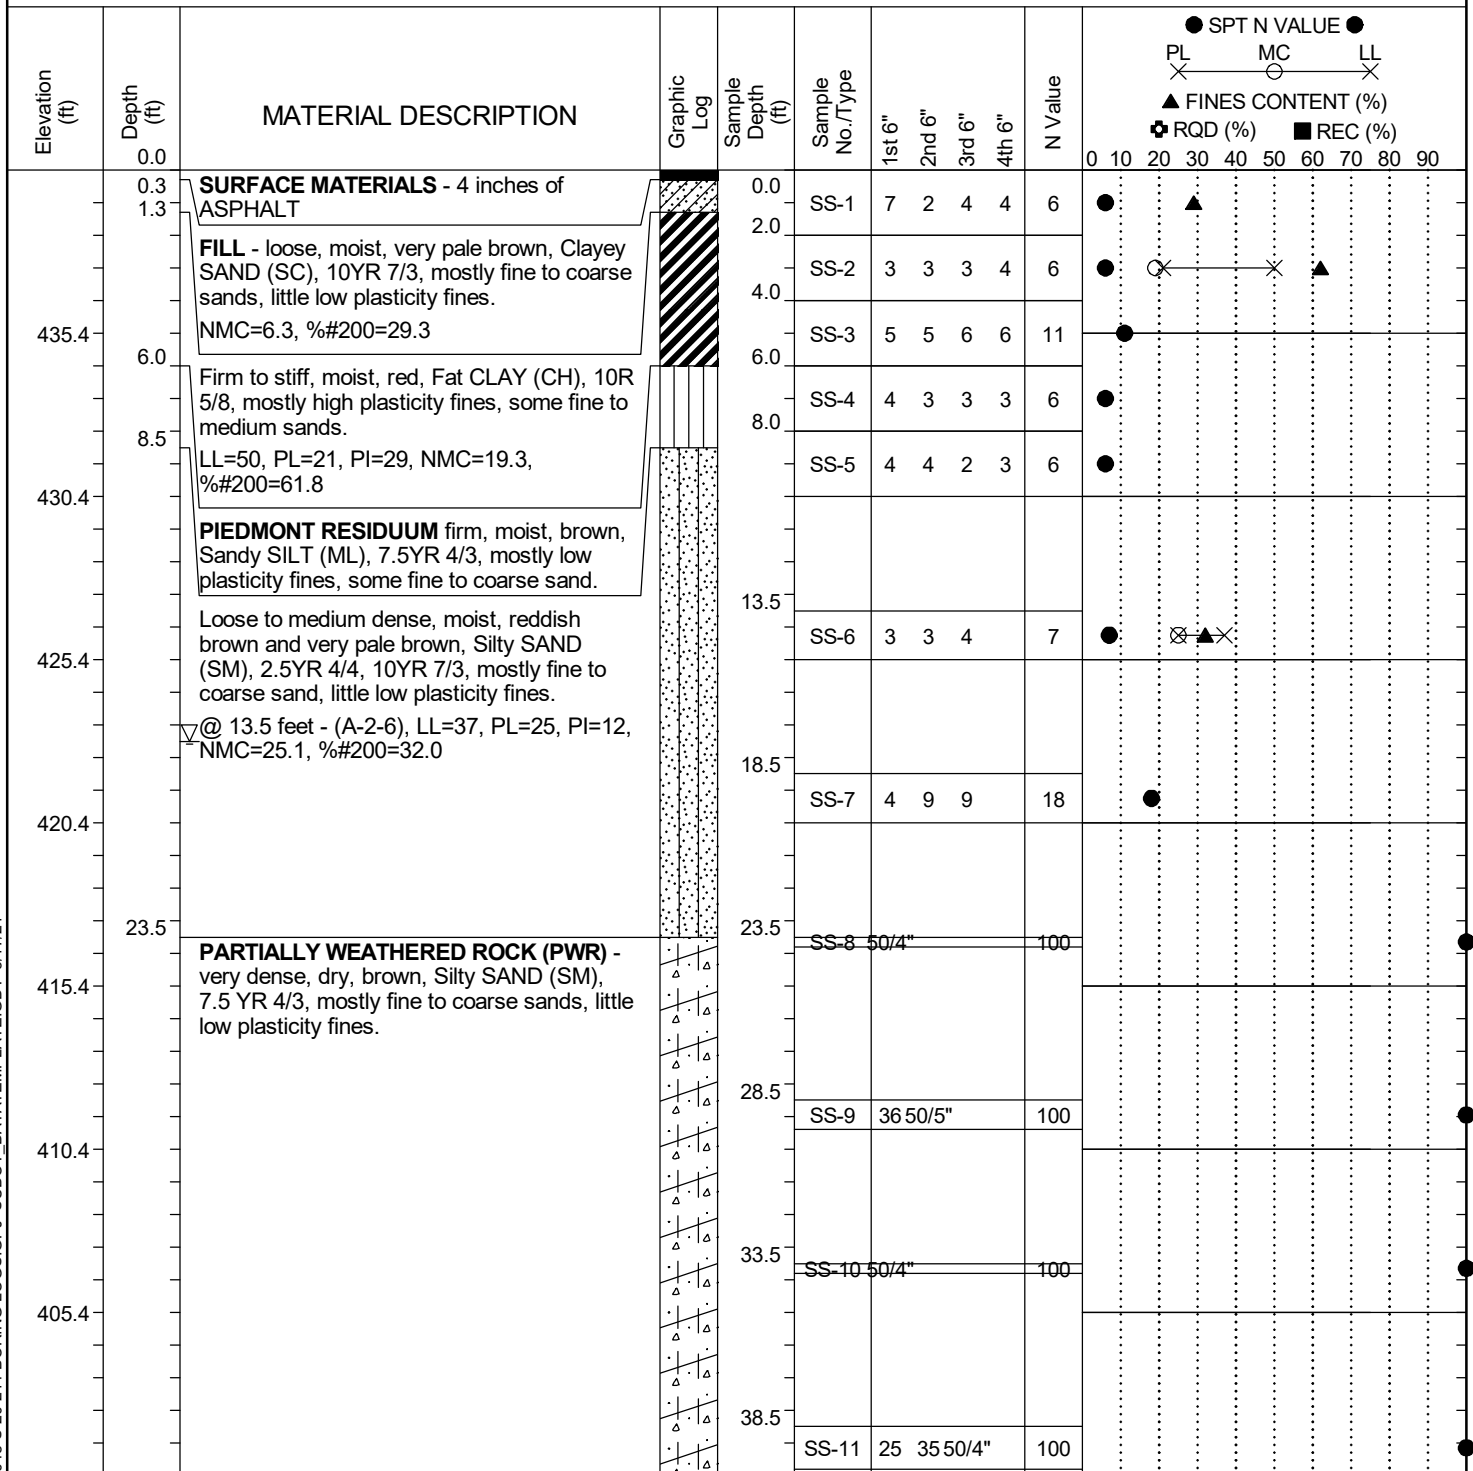 Elevation (ft)
Depth (ft)
MATERIAL DESCRIPTION
Graphic Log
Sample Depth (ft)
Sample No./Type
1st 6"
2nd 6"
3rd 6"
4th 6"
N Value
SPT N VALUE
PL MC LL
FINES CONTENT (%)
RQD (%) REC (%)
0.0
0 10 20 30 40 50 60 70 80 90
0.3
1.3
SURFACE MATERIALS - 4 inches of
ASPHALT
FILL - loose, moist, very pale brown, Clayey
SAND (SC), 10YR 7/3, mostly fine to coarse
sands, little low plasticity fines.
NMC=6.3, %#200=29.3
435.4
6.0
Firm to stiff, moist, red, Fat CLAY (CH), 10R
5/8, mostly high plasticity fines, some fine to
medium sands.
8.5
LL=50, PL=21, PI=29, NMC=19.3,
%#200=61.8
430.4
PIEDMONT RESIDUUM firm, moist, brown,
Sandy SILT (ML), 7.5YR 4/3, mostly low
plasticity fines, some fine to coarse sand.
Loose to medium dense, moist, reddish
brown and very pale brown, Silty SAND
(SM), 2.5YR 4/4, 10YR 7/3, mostly fine to
coarse sand, little low plasticity fines.
425.4
@ 13.5 feet - (A-2-6), LL=37, PL=25, PI=12,
NMC=25.1, %#200=32.0
420.4
23.5
PARTIALLY WEATHERED ROCK (PWR) -
very dense, dry, brown, Silty SAND (SM),
7.5 YR 4/3, mostly fine to coarse sands, little
low plasticity fines.
415.4
410.4
405.4
0.0
SS-1 7 2 4 4 6
2.0
SS-2 3 3 3 4 6
4.0
SS-3 5 5 6 6 11
6.0
SS-4 4 3 3 3 6
8.0
SS-5 4 4 2 3 6
13.5
SS-6 3 3 4 7
18.5
SS-7 4 9 9 18
23.5
SS-8 50/4" 100
28.5
SS-9 36 50/5" 100
33.5
SS-10 50/4" 100
38.5
SS-11 25 35 50/4" 100